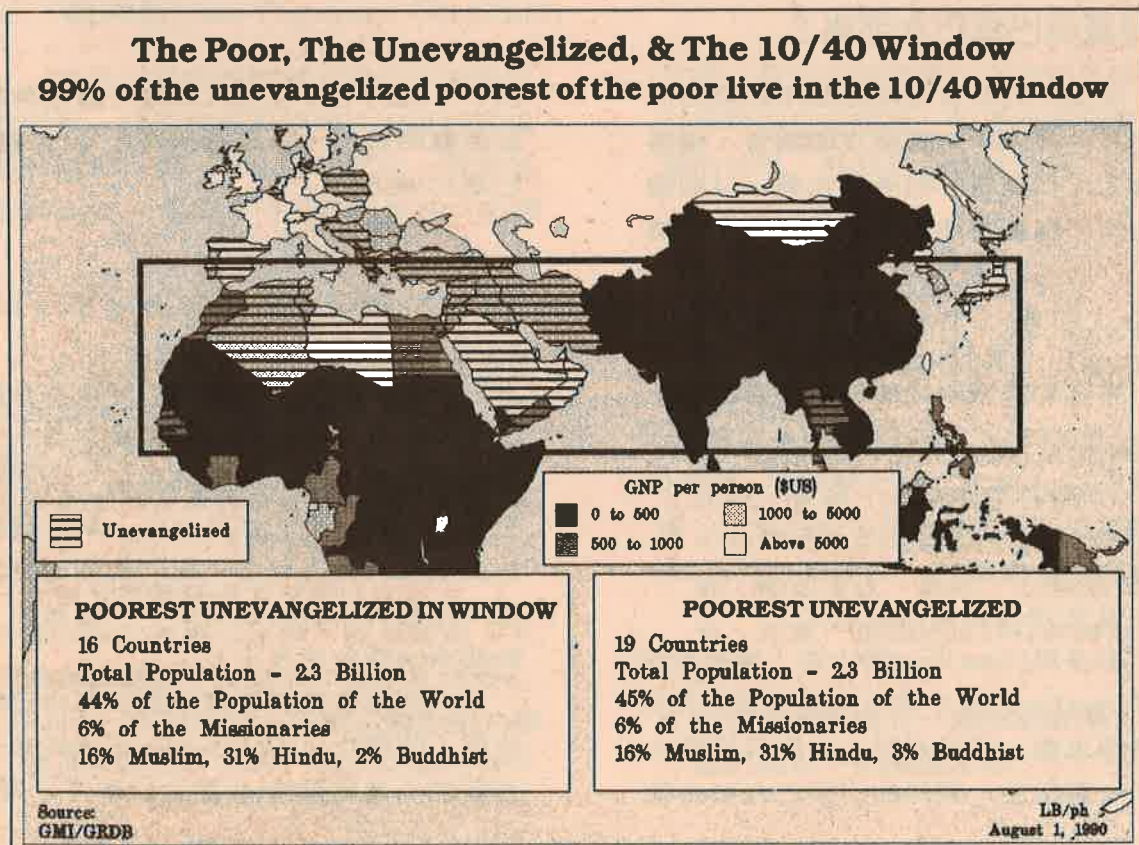 The Poor, The Unevangelized, & The 10/40 Window
99% of the unevangelized poorest of the poor live in the 10/40 Window
Unevangelized
GNP per person ($US)
0 to 500
1000 to 5000
500 to 1000
Above 5000
POOREST UNEVANGELIZED IN WINDOW
16 Countries
Total Population - 2.3 Billion
44% of the Population of the World
6% of the Missionaries
16% Muslim, 31% Hindu, 2% Buddhist
POOREST UNEVANGELIZED
19 Countries
Total Population - 2.3 Billion
45% of the Population of the World
6% of the Missionaries
16% Muslim, 31% Hindu, 3% Buddhist
Source:
GMI/GRDB
LB/ph
August 1, 1990